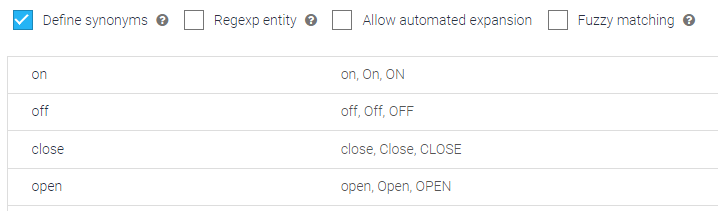 Define synonyms ? Regexp entity ? Allow automated expansion Fuzzy matching ?
on on, On, ON
off off, Off, OFF
close close, Close, CLOSE
open open, Open, OPEN